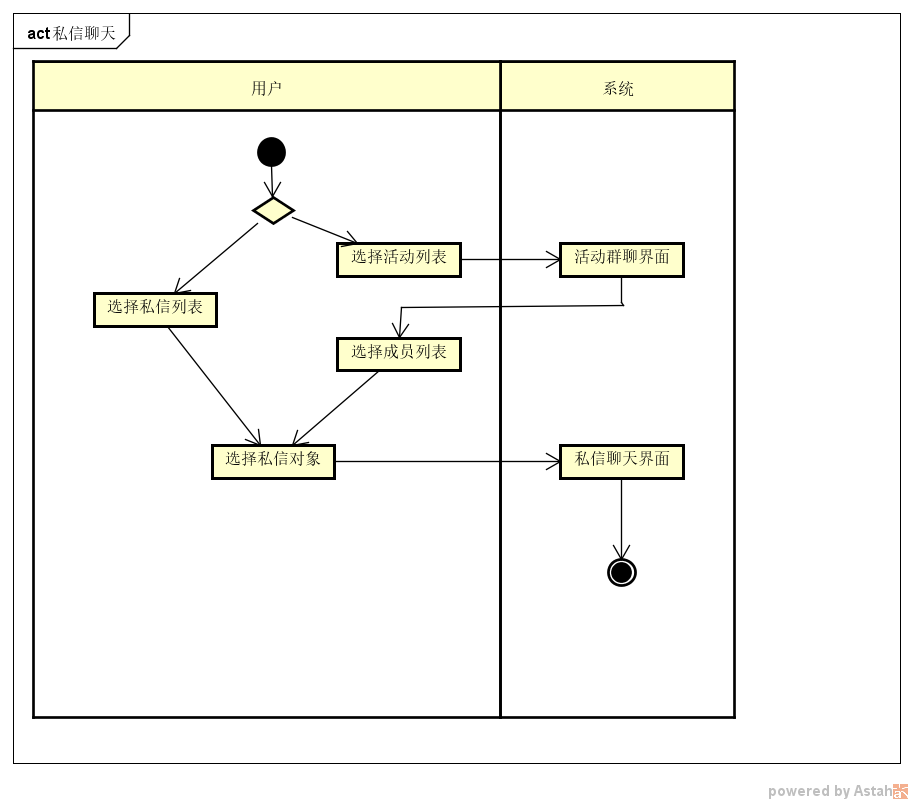 act 私信聊天
用户
系统
选择活动列表
活动群聊界面
选择私信列表
选择成员列表
选择私信对象
私信聊天界面
powered by Astah